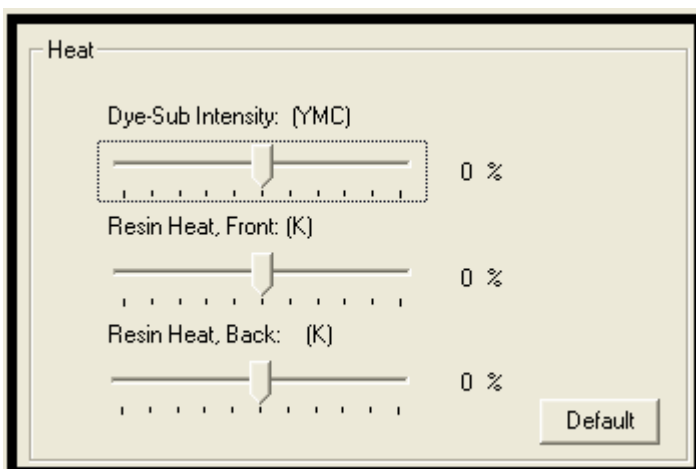 Heat
Dye-Sub Intensity: (YMC)
0 %
Resin Heat, Front: (K)
0 %
Resin Heat, Back: (K)
0 %
Default